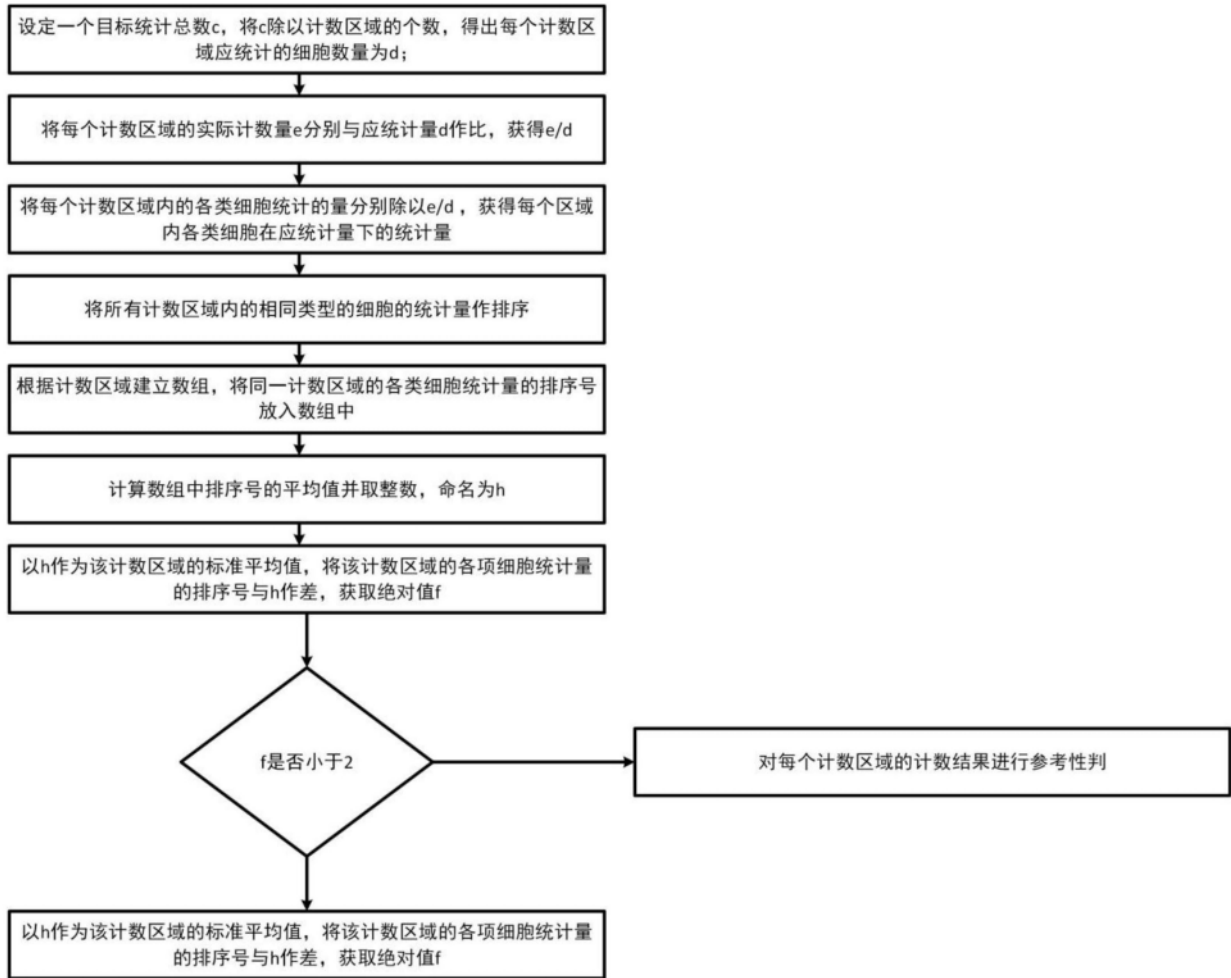 设定一个目标统计总数c，将c除以计数区域的个数，得出每个计数区
域应统计的细胞数量为d；
将每个计数区域的实际计数量e分别与应统计量d作比，获得e/d
将每个计数区域内的各类细胞统计的量分别除以e/d ，获得每个区域
内各类细胞在应统计量下的统计量
将所有计数区域内的相同类型的细胞的统计量作排序
根据计数区域建立数组，将同一计数区域的各类细胞统计量的排序号
放入数组中
计算数组中排序号的平均值并取整数，命名为h
以h作为该计数区域的标准平均值，将该计数区域的各项细胞统计量
的排序号与h作差，获取绝对值f
f是否小于2
对每个计数区域的计数结果进行参考性判
以h作为该计数区域的标准平均值，将该计数区域的各项细胞统计量
的排序号与h作差，获取绝对值f